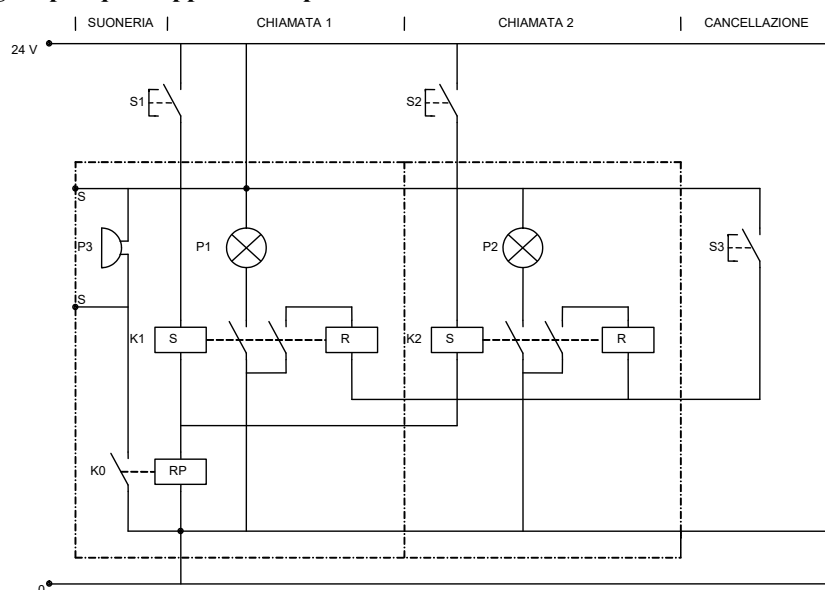 | SUONERIA | CHIAMATA 1 | CHIAMATA 2 | CANCELLAZIONE
24 V
S1
S2
S
P3
P1
P2
S3
S
K1
S
R
K2
S
R
K0
RP
0